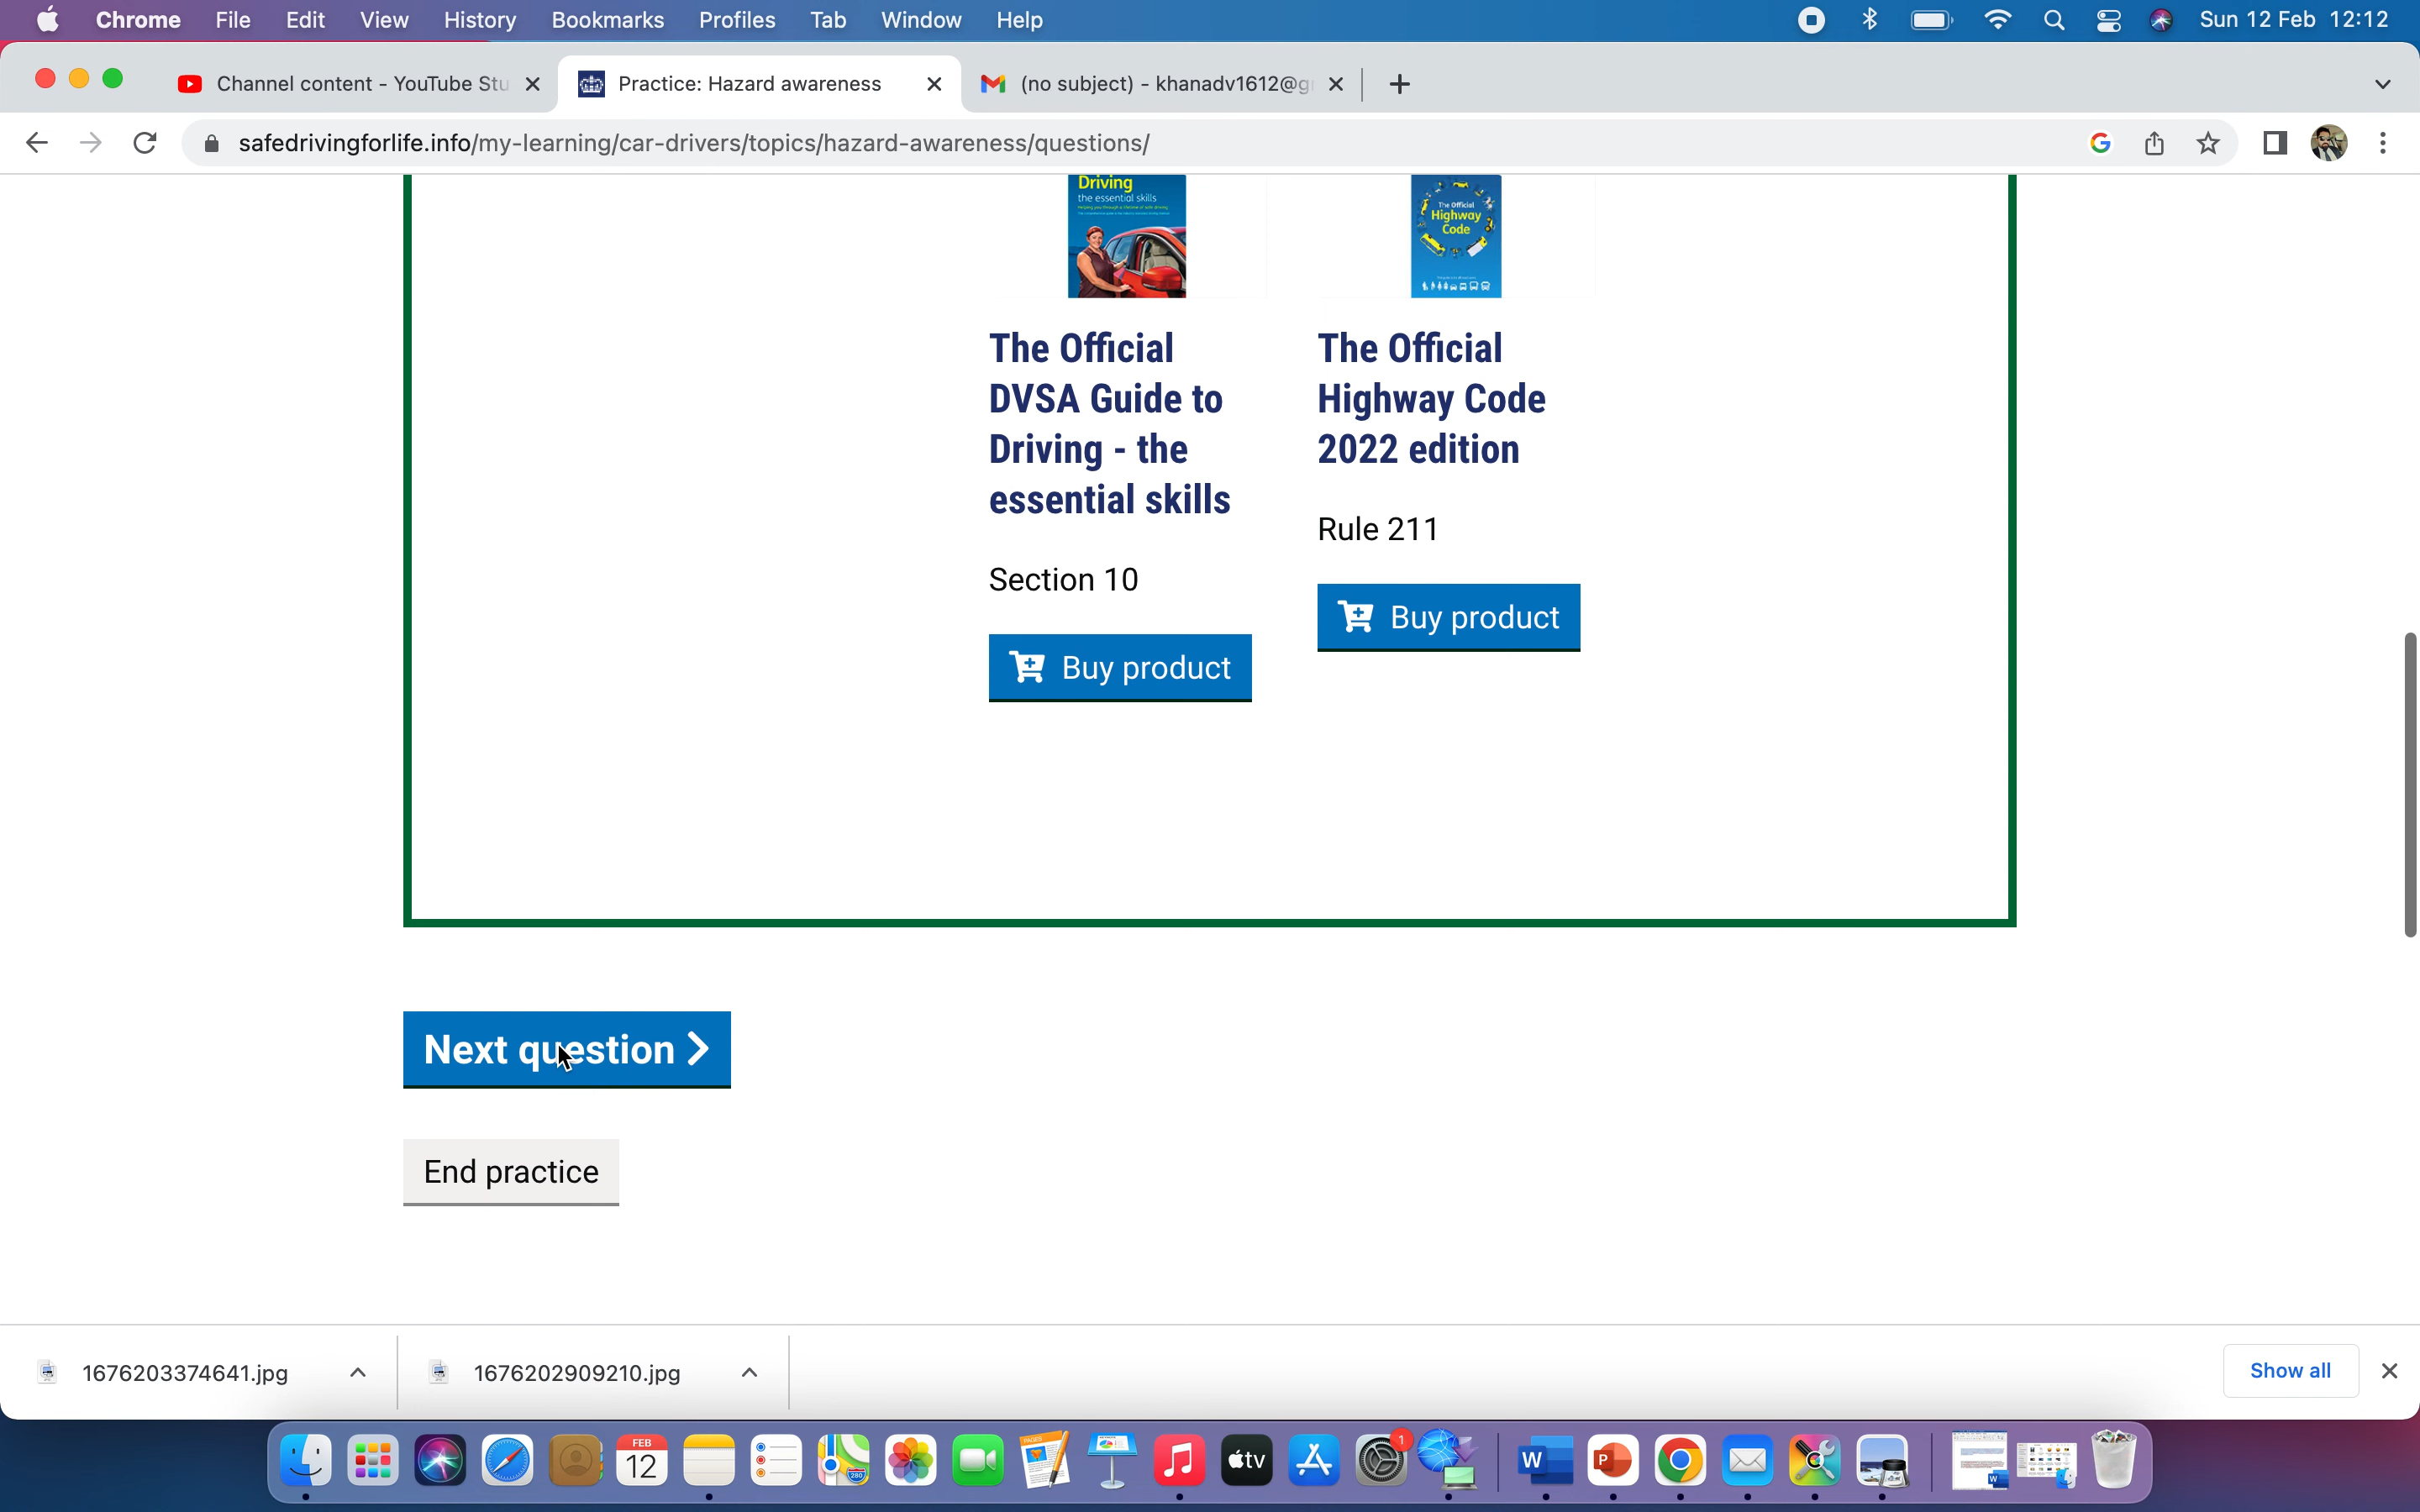 Chrome File Edit View History Bookmarks Profiles Tab Window Help Sun 12 Feb 12:12
Channel content - YouTube Stu Practice: Hazard awareness (no subject) - khanadv1612@g
safedrivingforlife.info/my-learning/car-drivers/topics/hazard-awareness/questions/
Driving
the essential skills
The Official
Highway
Code
The Official
DVSA Guide to
Driving - the
essential skills
Section 10
Buy product
The Official
Highway Code
2022 edition
Rule 211
Buy product
Next question
End practice
1676203374641.jpg 1676202909210.jpg Show all
FEB
12
PAGES
280
tv
1
W
P
W